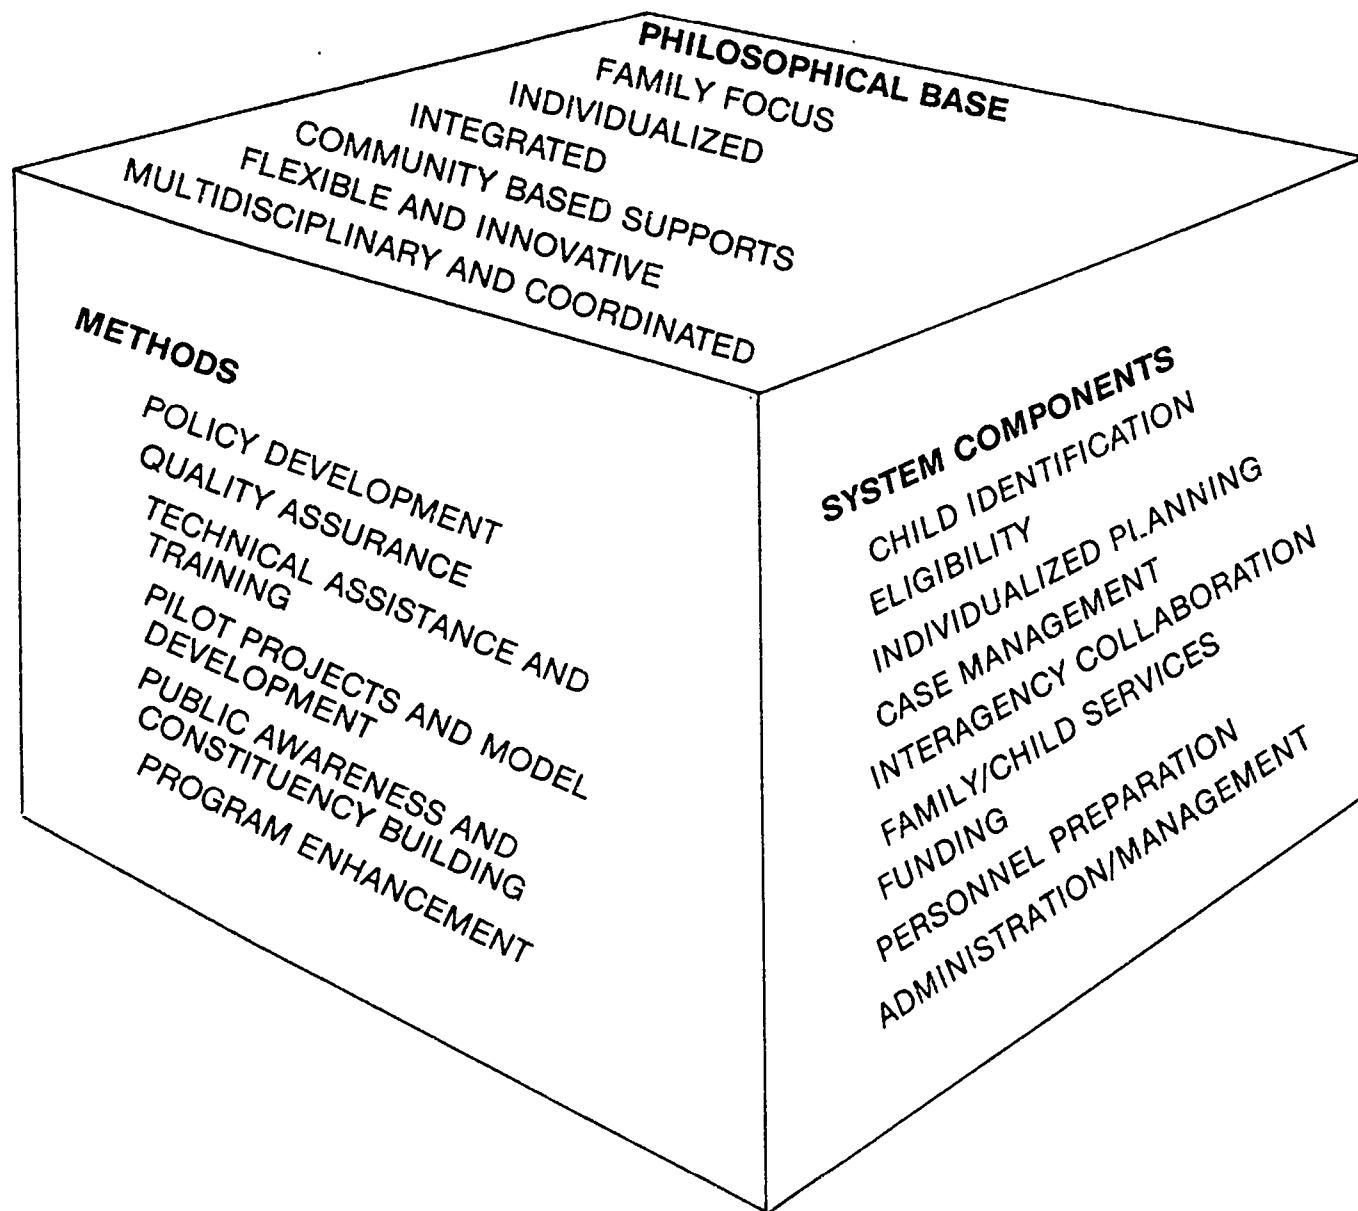 PHILOSOPHICAL BASE
FAMILY FOCUS
INDIVIDUALIZED
INTEGRATED
COMMUNITY BASED SUPPORTS
FLEXIBLE AND INNOVATIVE
MULTIDISCIPLINARY AND COORDINATED
METHODS
POLICY DEVELOPMENT
QUALITY ASSURANCE
TECHNICAL ASSISTANCE AND
TRAINING
PILOT PROJECTS AND MODEL
DEVELOPMENT
PUBLIC AWARENESS AND
CONSTITUENCY BUILDING
PROGRAM ENHANCEMENT
SYSTEM COMPONENTS
CHILD IDENTIFICATION
ELIGIBILITY
INDIVIDUALIZED PLANNING
CASE MANAGEMENT
INTERAGENCY COLLABORATION
FAMILY/CHILD SERVICES
FUNDING
PERSONNEL PREPARATION
ADMINISTRATION/MANAGEMENT